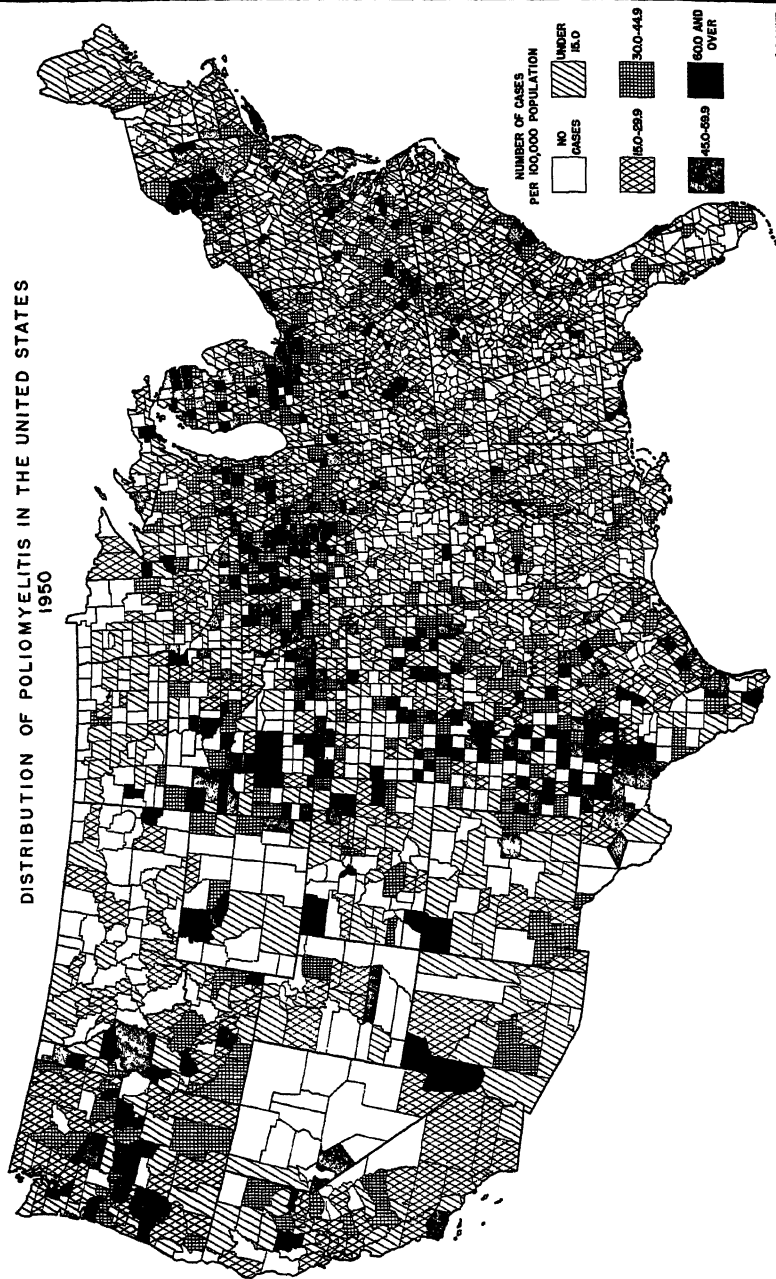 DISTRIBUTION OF POLIOMYELITIS IN THE UNITED STATES
1950
NUMBER OF CASES
PER 100,000 POPULATION
NO
CASES
UNDER
15.0
15.0-29.9
30.0-44.9
45.0-59.9
60.0 AND
OVER